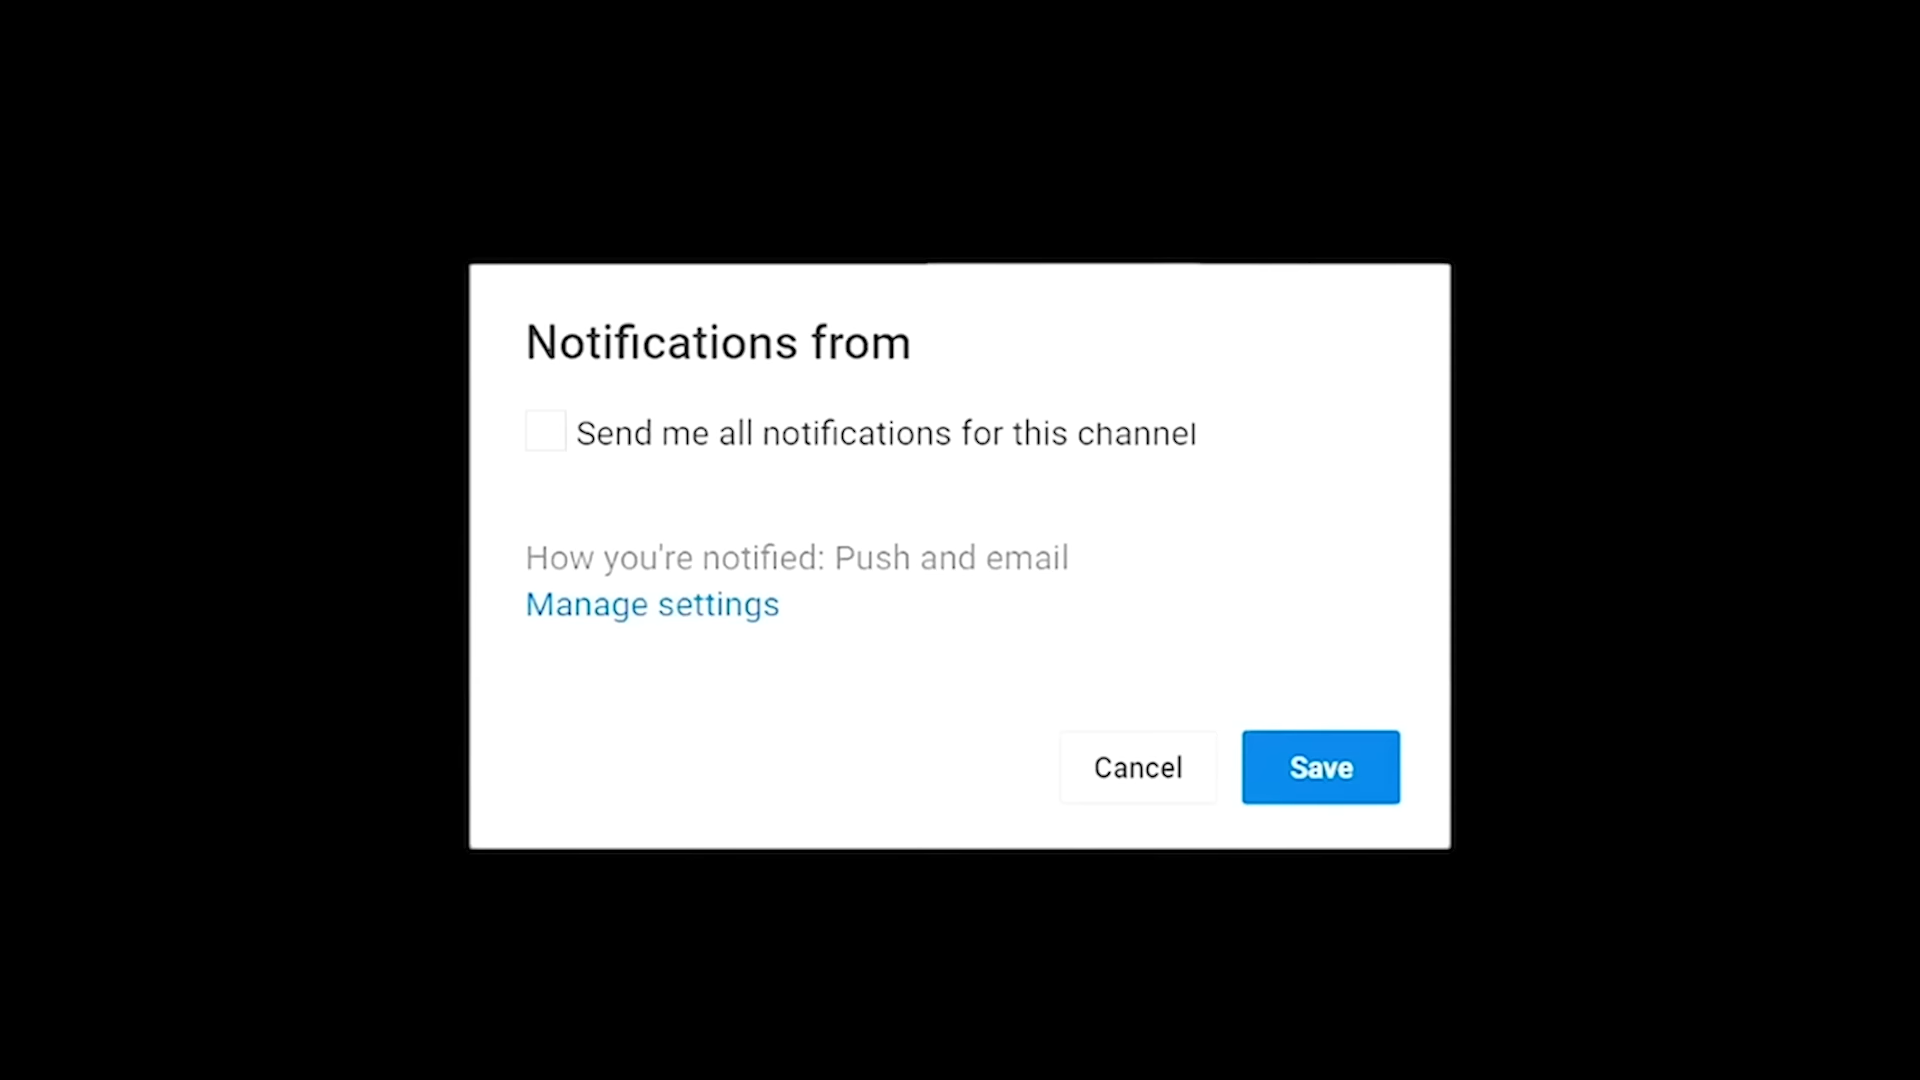 Notifications from
Send me all notifications for this channel
How you're notified: Push and email
Manage settings
Cancel
Save